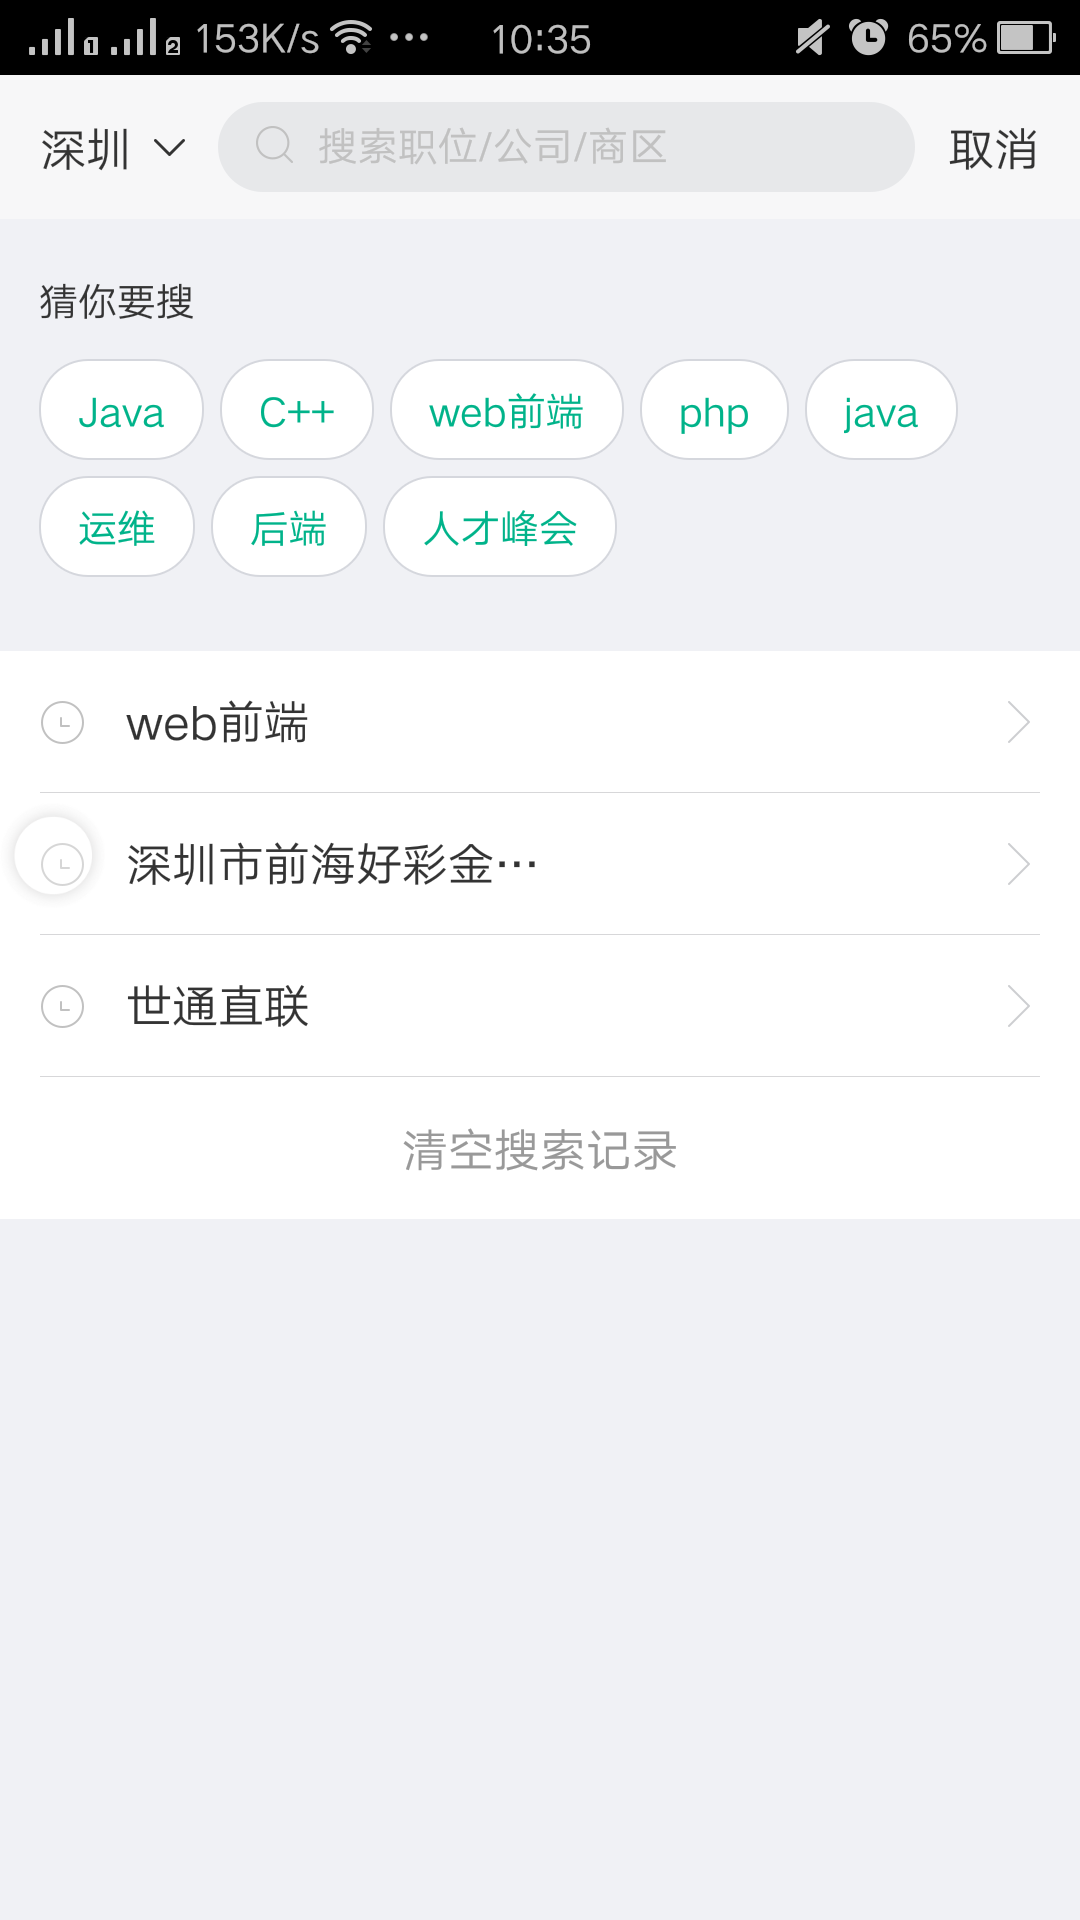 153K/s ••• 10:35 65%
深圳 搜索职位/公司/商区 取消
猜你要搜
Java C++ web前端 php java
运维 后端 人才峰会
web前端
深圳市前海好彩金…
世通直联
清空搜索记录